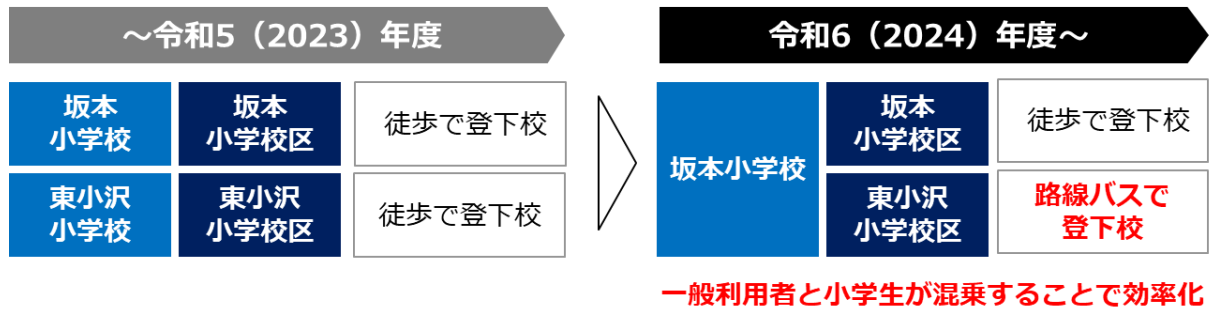 ～令和5（2023）年度
坂本
小学校
坂本
小学校区
徒歩で登下校
東小沢
小学校
東小沢
小学校区
徒歩で登下校
令和6（2024）年度～
坂本小学校
坂本
小学校区
徒歩で登下校
東小沢
小学校区
路線バスで
登下校
一般利用者と小学生が混乗することで効率化